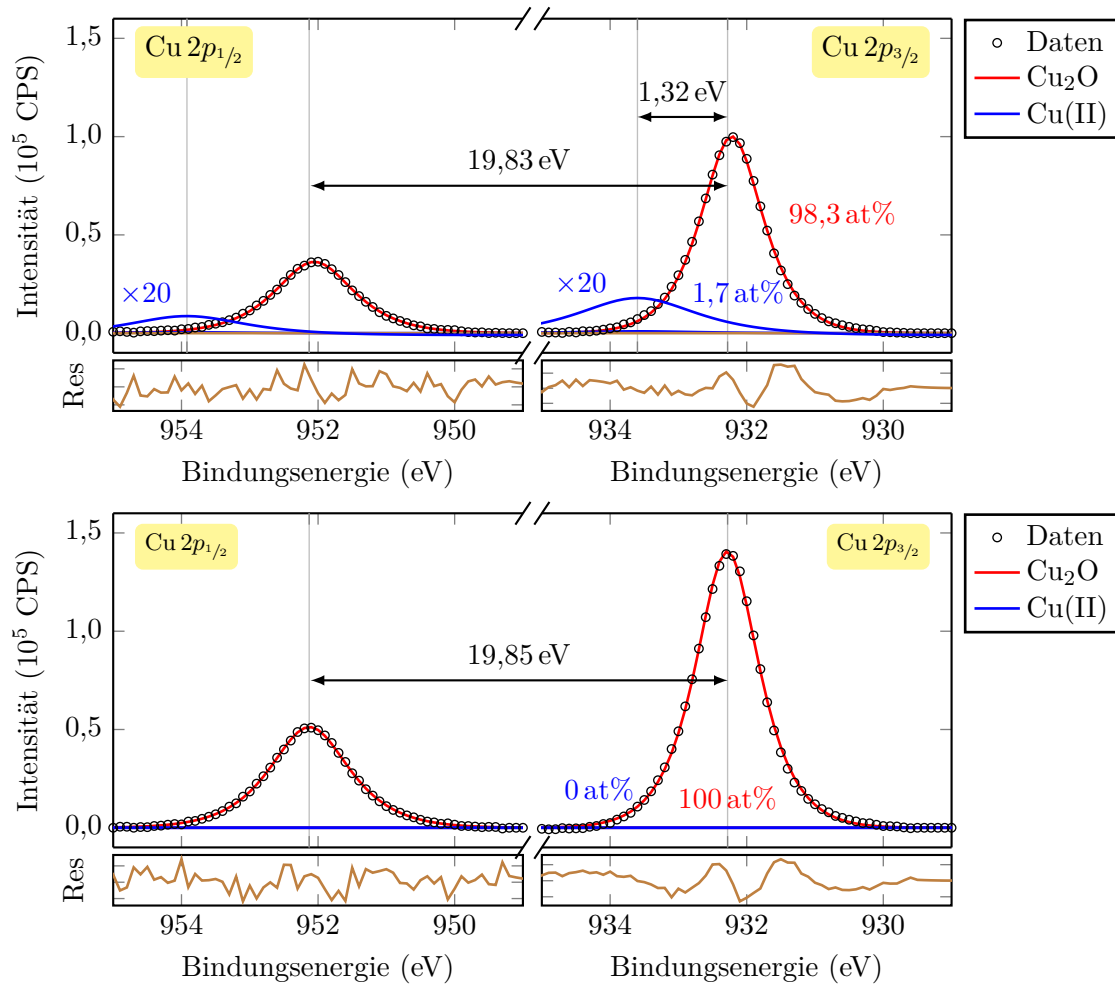 Cu 2p1/2
Cu 2p3/2
1,32 eV
19,83 eV
98,3 at%
×20
×20
1,7 at%
1,5
1,0
0,5
0,0
Intensität (10⁵ CPS)
Res
954
952
950
934
932
930
Bindungsenergie (eV)
Bindungsenergie (eV)
Daten
Cu₂O
Cu(II)
Cu 2p1/2
Cu 2p3/2
19,85 eV
0 at%
100 at%
1,5
1,0
0,5
0,0
Intensität (10⁵ CPS)
Res
954
952
950
934
932
930
Bindungsenergie (eV)
Bindungsenergie (eV)
Daten
Cu₂O
Cu(II)